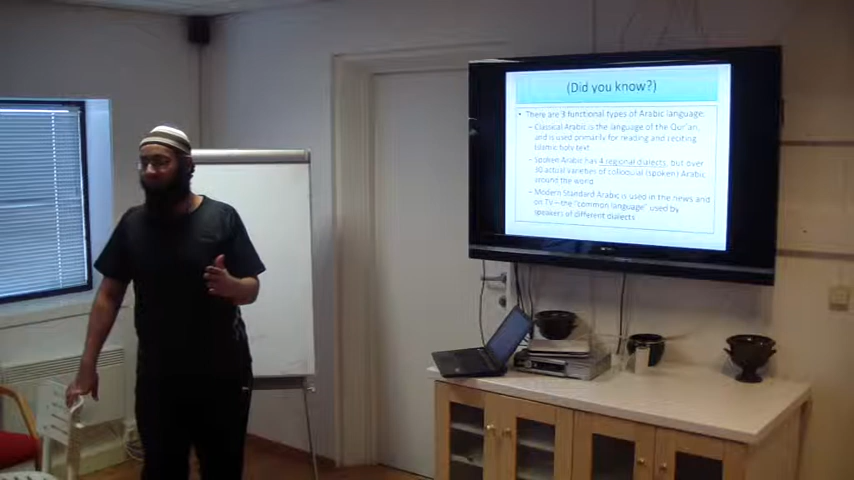 (Did you know?)
• There are 3 functional types of Arabic language:
– Classical Arabic is the language of the Qur'an,
and is used primarily for reading and reciting
Islamic holy text.
– Spoken Arabic has 4 regional dialects, but over
30 actual varieties of colloquial (spoken) Arabic
around the world
– Modern Standard Arabic is used in the news and
on TV – the "common language" used by
speakers of different dialects